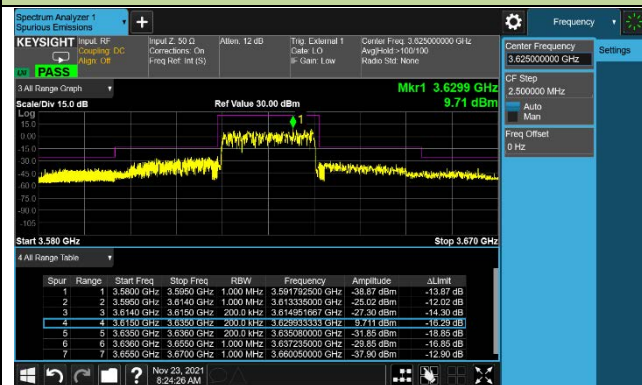 Spectrum Analyzer 1
Spurious Emissions
Frequency
KEYSIGHT Input: RF
Coupling: DC
Align: Off
Input Z: 50 Ω
Corrections: On
Freq Ref: Int (S)
Atten: 12 dB
Trig: External 1
Gate: LO
IF Gain: Low
Center Freq: 3.625000000 GHz
Avg|Hold:>100/100
Radio Std: None
PASS
Center Frequency
3.625000000 GHz
Settings
CF Step
2.500000 MHz
Auto
Man
Freq Offset
0 Hz
3 All Range Graph
Mkr1 3.6299 GHz
Scale/Div 15.0 dB
Ref Value 30.00 dBm
9.71 dBm
Log
15.0
0.00
-15.0
-30.0
-45.0
-60.0
-75.0
-90.0
-105
1
Start 3.580 GHz
Stop 3.670 GHz
4 All Range Table
Spur Range Start Freq Stop Freq RBW Frequency Amplitude ΔLimit
1 1 3.5800 GHz 3.5950 GHz 1.000 MHz 3.591792500 GHz -38.87 dBm -13.87 dB
2 2 3.5950 GHz 3.6140 GHz 1.000 MHz 3.613335000 GHz -25.02 dBm -12.02 dB
3 3 3.6140 GHz 3.6150 GHz 200.0 kHz 3.614951667 GHz -27.30 dBm -14.30 dB
4 4 3.6150 GHz 3.6350 GHz 200.0 kHz 3.629933333 GHz 9.711 dBm -16.29 dB
5 5 3.6350 GHz 3.6360 GHz 200.0 kHz 3.635080000 GHz -31.85 dBm -18.85 dB
6 6 3.6360 GHz 3.6550 GHz 1.000 MHz 3.637235000 GHz -29.85 dBm -16.85 dB
7 7 3.6550 GHz 3.6700 GHz 1.000 MHz 3.660050000 GHz -37.90 dBm -12.90 dB
Nov 23, 2021
8:24:26 AM